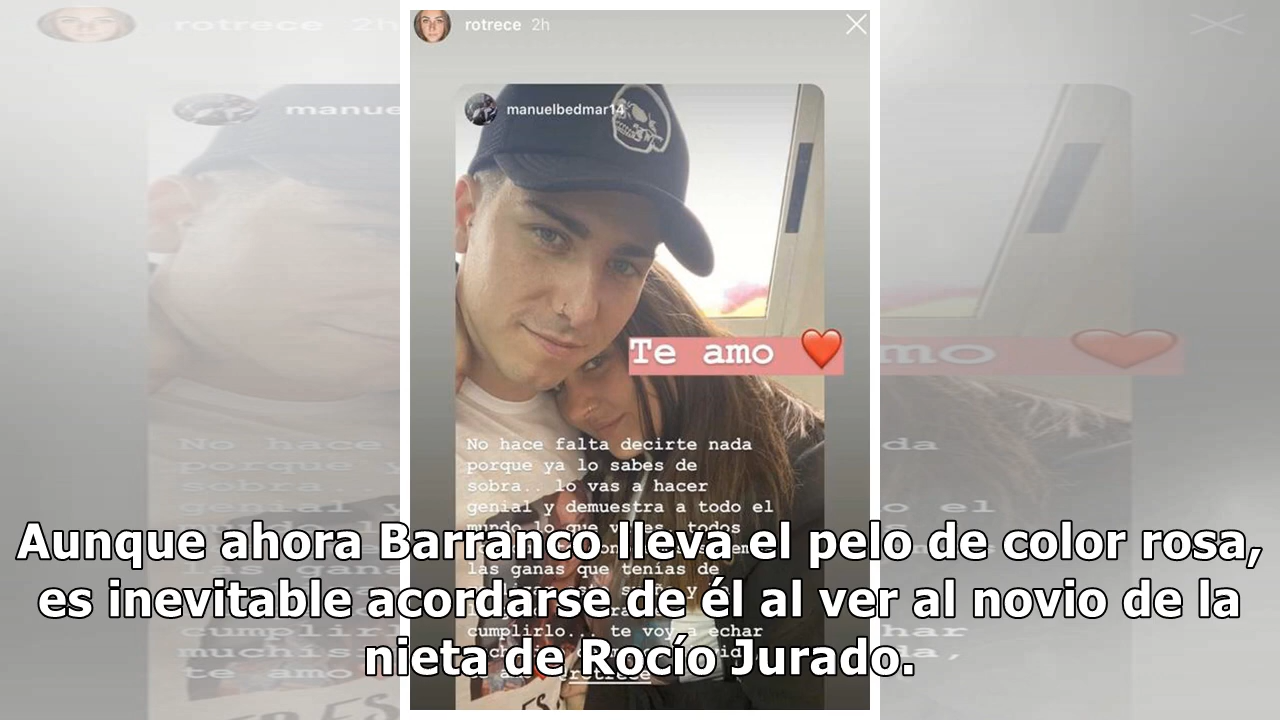 rotrece 2h
manuelbedmar14
Te amo ❤️
No hace falta decirte nada
porque ya lo sabes de
sobra.. lo vas a hacer
genial y demuestra a todo el
mundo lo que vales, todos
las ganas que tenías de
cumplirlo... te voy a echar
Aunque ahora Barranco lleva el pelo de color rosa,
es inevitable acordarse de él al ver al novio de la
nieta de Rocío Jurado.